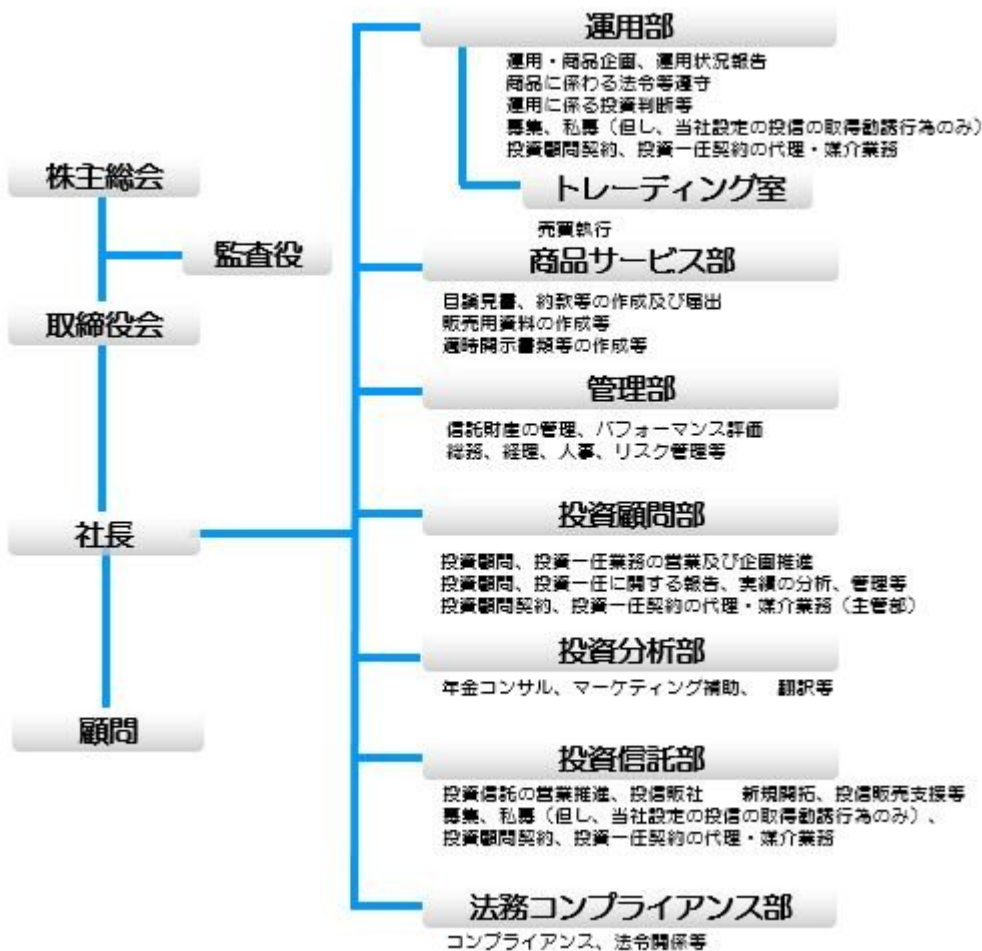 株主総会
監査役
取締役会
社長
顧問
運用部
運用・商品企画、運用状況報告
商品に係わる法令等遵守
運用に係る投資判断等
募集、私募（但し、当社設定の投信の取得勧誘行為のみ）
投資顧問契約、投資一任契約の代理・媒介業務
トレーディング室
売買執行
商品サービス部
目論見書、約款等の作成及び届出
販売用資料の作成等
適時開示書類等の作成等
管理部
信託財産の管理、パフォーマンス評価
総務、経理、人事、リスク管理等
投資顧問部
投資顧問、投資一任業務の営業及び企画推進
投資顧問、投資一任に関する報告、実績の分析、管理等
投資顧問契約、投資一任契約の代理・媒介業務（主管部）
投資分析部
年金コンサル、マーケティング補助、　翻訳等
投資信託部
投資信託の営業推進、投信販社　　新規開拓、投信販売支援等
募集、私募（但し、当社設定の投信の取得勧誘行為のみ）、
投資顧問契約、投資一任契約の代理・媒介業務
法務コンプライアンス部
コンプライアンス、法令関係等